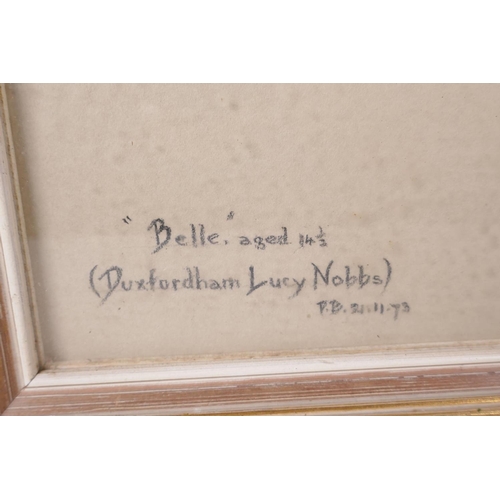 "Belle." aged 14½
(Duxfordham Lucy Nobbs)
P.B. 21.11.73